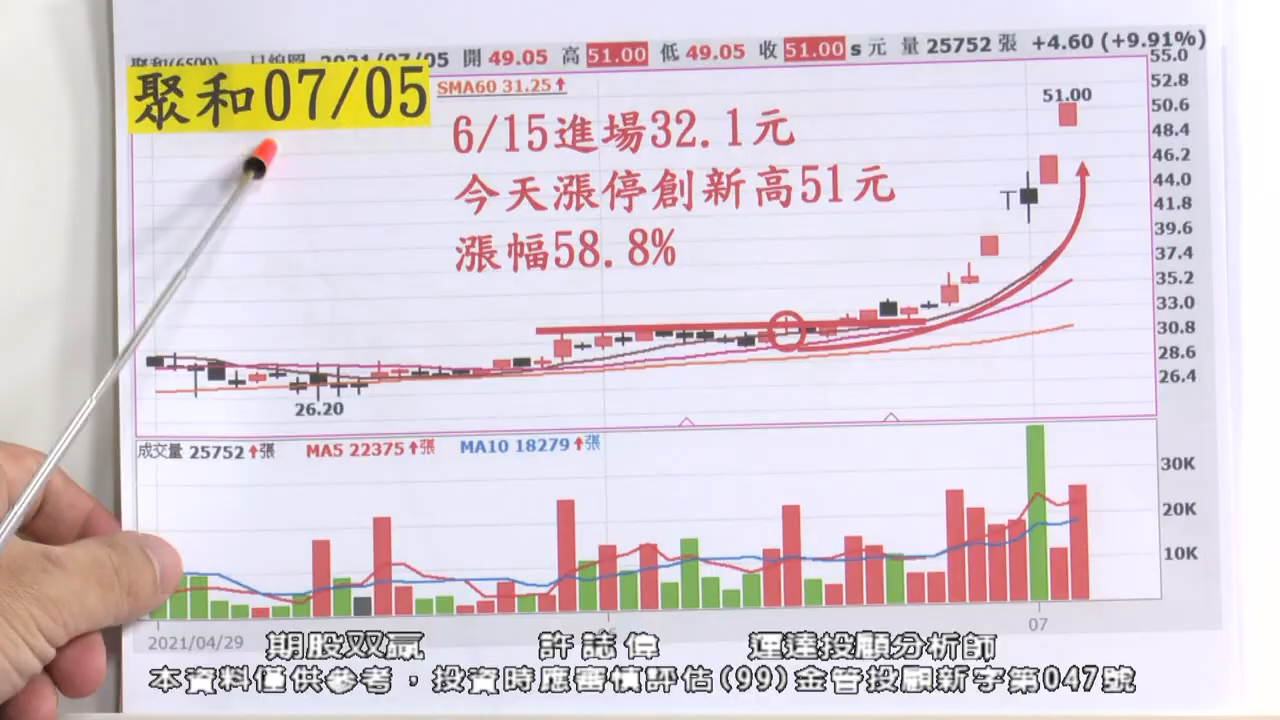 聚和(6500) 日線圖 2021/07/05 開 49.05 高 51.00 低 49.05 收 51.00 s元 量 25752 張 +4.60 (+9.91%)
聚和07/05
SMA60 31.25↑
6/15進場32.1元
今天漲停創新高51元
漲幅58.8%
51.00
26.20
55.0
52.8
50.6
48.4
46.2
44.0
41.8
39.6
37.4
35.2
33.0
30.8
28.6
26.4
成交量 25752↑張 MA5 22375↑張 MA10 18279↑張
30K
20K
10K
2021/04/29
07
期股双贏 許誌偉 運達投顧分析師
本資料僅供參考，投資時應審慎評估(99)金管投顧新字第047號